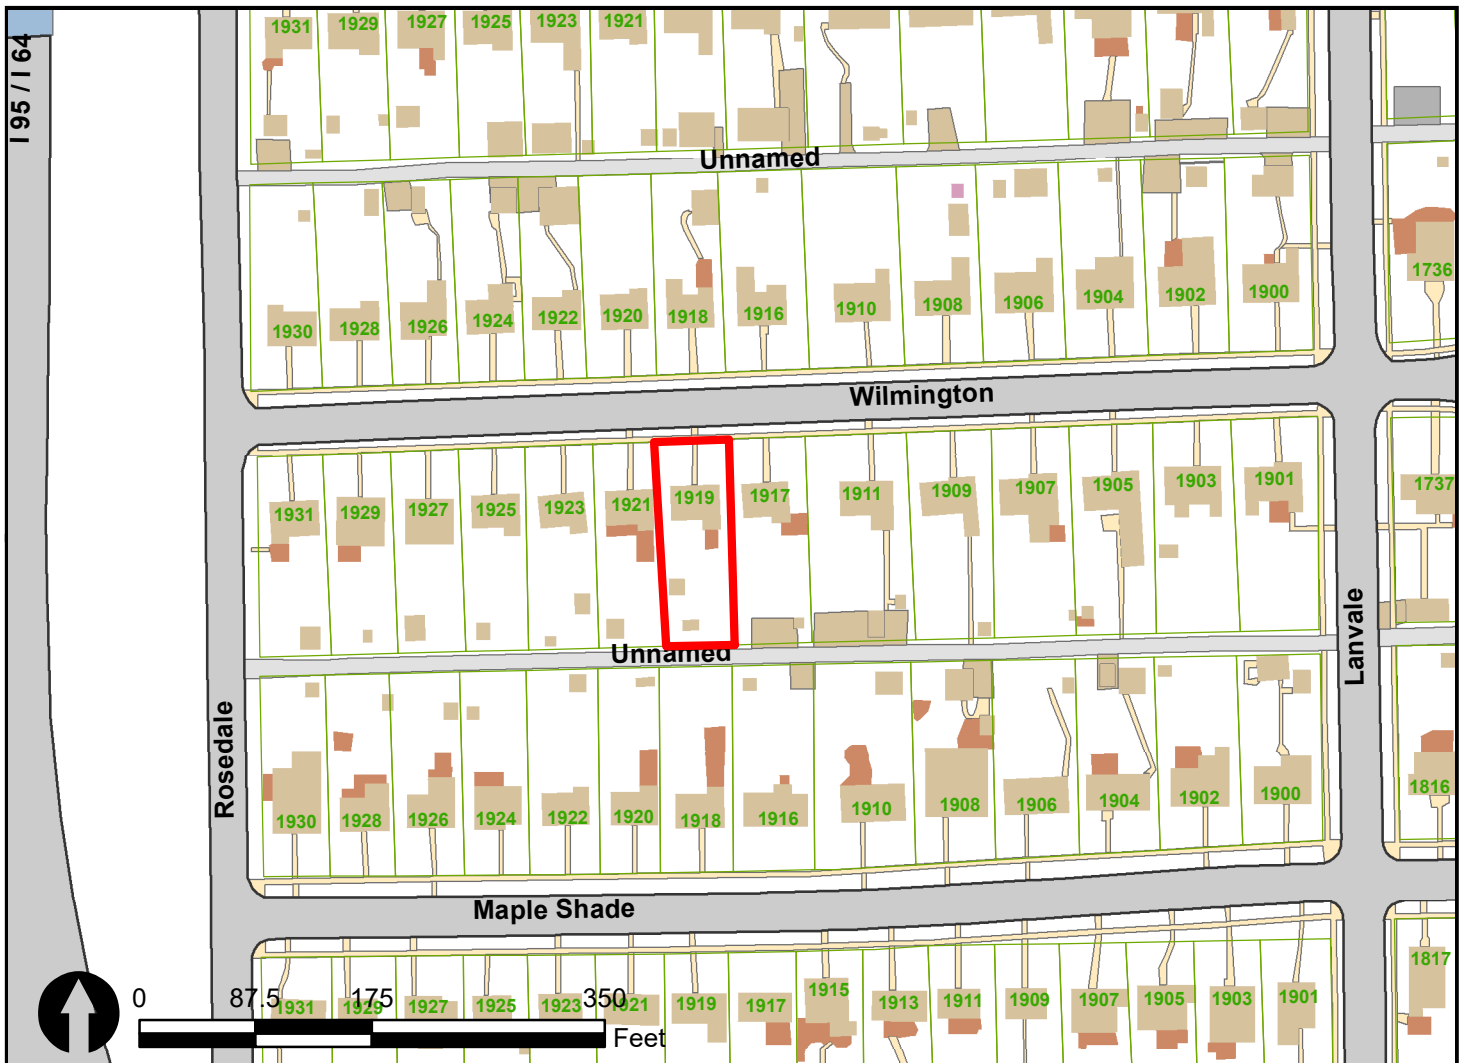 I 95 / I 64
1931 1929 1927 1925 1923 1921
Unnamed
1736
1930 1928 1926 1924 1922 1920 1918 1916 1910 1908 1906 1904 1902 1900
Wilmington
1931 1929 1927 1925 1923 1921 1919 1917 1911 1909 1907 1905 1903 1901 1737
Unnamed
Lanvale
Rosedale
1930 1928 1926 1924 1922 1920 1918 1916 1910 1908 1906 1904 1902 1900 1816
Maple Shade
1817
1931 1929 1927 1925 1923 1921 1919 1917 1915 1913 1911 1909 1907 1905 1903 1901
0 87.5 175 350
Feet